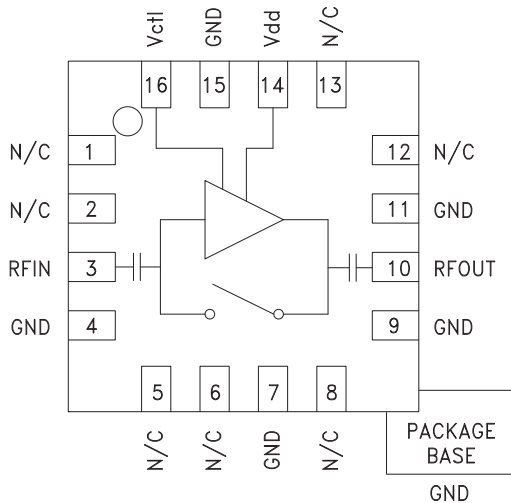 Vctl
GND
Vdd
N/C
16
15
14
13
N/C
1
12
N/C
N/C
2
11
GND
RFIN
3
10
RFOUT
GND
4
9
GND
5
6
7
8
N/C
N/C
GND
N/C
PACKAGE
BASE
GND